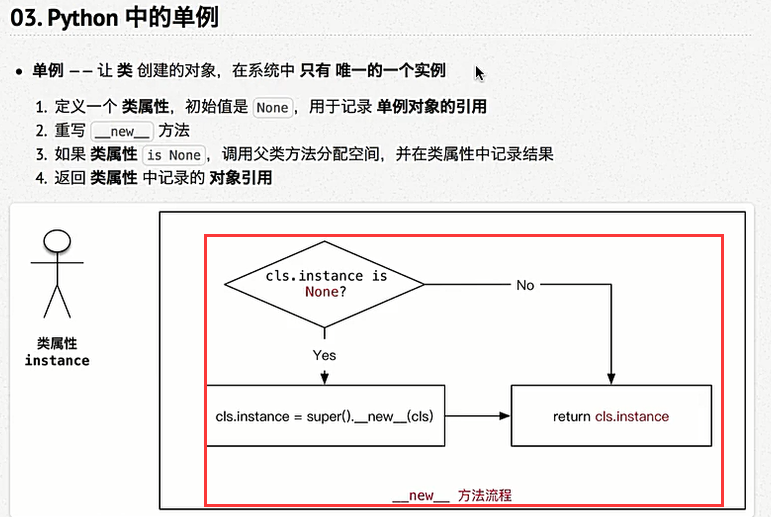 03. Python 中的单例
• 单例 —— 让 类 创建的对象，在系统中 只有 唯一的一个实例
1. 定义一个 类属性，初始值是 None，用于记录 单例对象的引用
2. 重写 __new__ 方法
3. 如果 类属性 is None，调用父类方法分配空间，并在类属性中记录结果
4. 返回 类属性 中记录的 对象引用
cls.instance is
None?
No
Yes
类属性
instance
cls.instance = super().__new__(cls)
return cls.instance
__new__ 方法流程